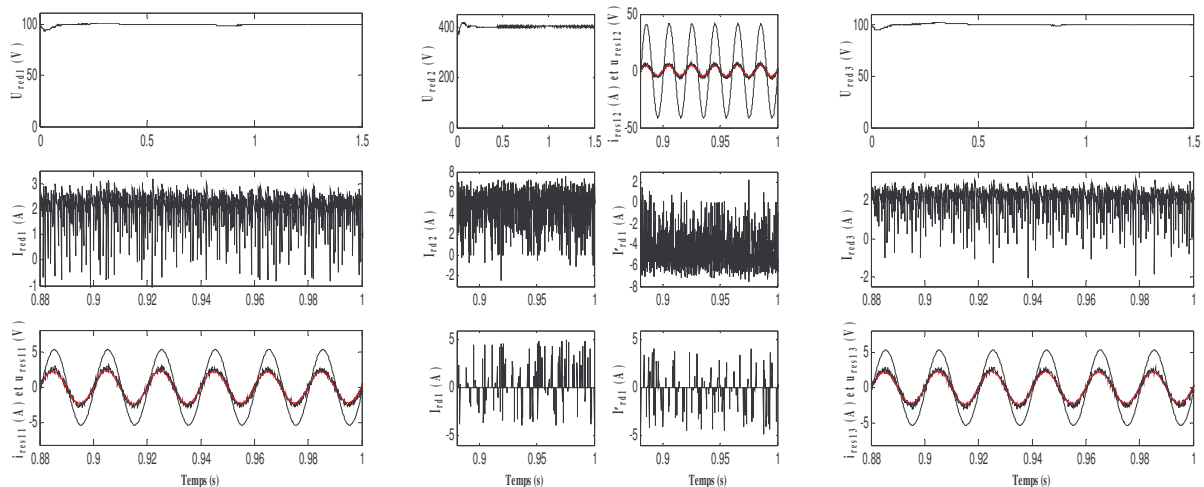 U red1 (V)
100
50
0
0 0.5 1 1.5
U red2 (V)
400
200
0
0 0.5 1 1.5
i res12 (A) et u res12 (V)
50
0
-50
0.9 0.95 1
U red3 (V)
100
50
0
0 0.5 1 1.5
I red1 (A)
3
2
1
0
-1
0.88 0.9 0.92 0.94 0.96 0.98 1
I rd2 (A)
8
6
4
2
0
-2
0.9 0.95 1
I' rd1 (A)
2
0
-2
-4
-6
-8
0.9 0.95 1
I red3 (A)
2
0
-2
0.88 0.9 0.92 0.94 0.96 0.98 1
i res11 (A) et u res11 (V)
5
0
-5
0.88 0.9 0.92 0.94 0.96 0.98 1
Temps (s)
I rd1 (A)
5
0
-5
0.9 0.95 1
Temps (s)
I' rd1 (A)
5
0
-5
0.9 0.95 1
Temps (s)
i res13 (A) et u res13 (V)
5
0
-5
0.88 0.9 0.92 0.94 0.96 0.98 1
Temps (s)